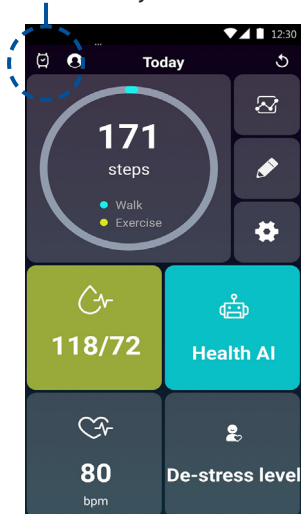 12:30
...
Today
171
steps
Walk
Exercise
118/72
Health AI
80
bpm
De-stress level